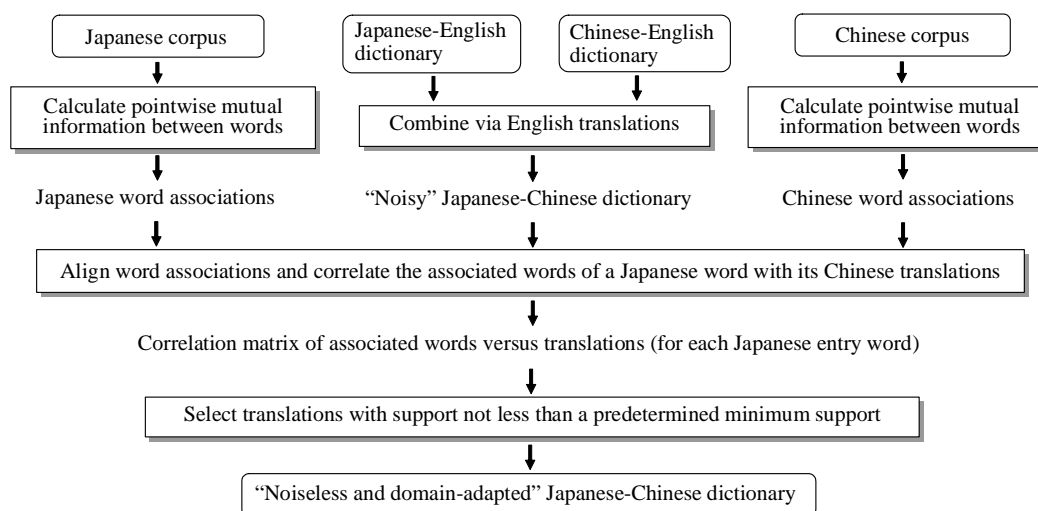 Japanese corpus
Japanese-English
dictionary
Chinese-English
dictionary
Chinese corpus
Calculate pointwise mutual
information between words
Combine via English translations
Calculate pointwise mutual
information between words
Japanese word associations
“Noisy” Japanese-Chinese dictionary
Chinese word associations
Align word associations and correlate the associated words of a Japanese word with its Chinese translations
Correlation matrix of associated words versus translations (for each Japanese entry word)
Select translations with support not less than a predetermined minimum support
“Noiseless and domain-adapted” Japanese-Chinese dictionary